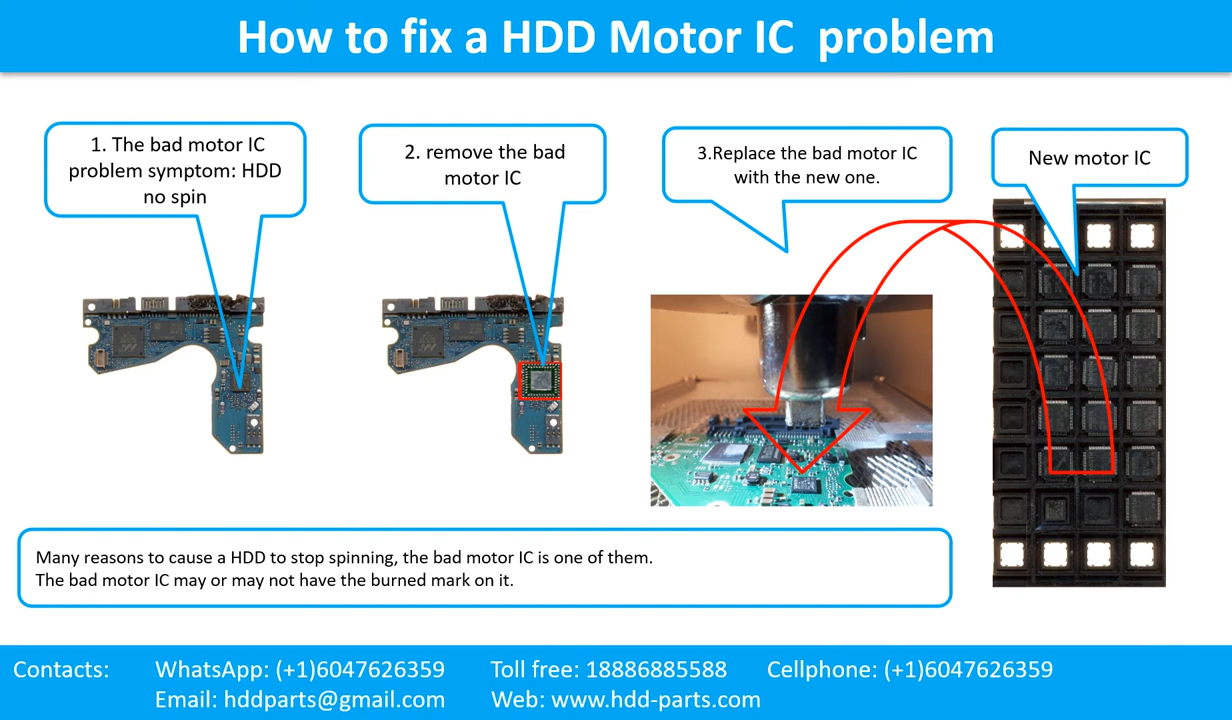 How to fix a HDD Motor IC  problem
1. The bad motor IC
problem symptom: HDD
no spin
2. remove the bad
motor IC
3.Replace the bad motor IC
with the new one.
New motor IC
Many reasons to cause a HDD to stop spinning, the bad motor IC is one of them.
The bad motor IC may or may not have the burned mark on it.
Contacts: WhatsApp: (+1)6047626359 Toll free: 18886885588 Cellphone: (+1)6047626359
Email: hddparts@gmail.com Web: www.hdd-parts.com